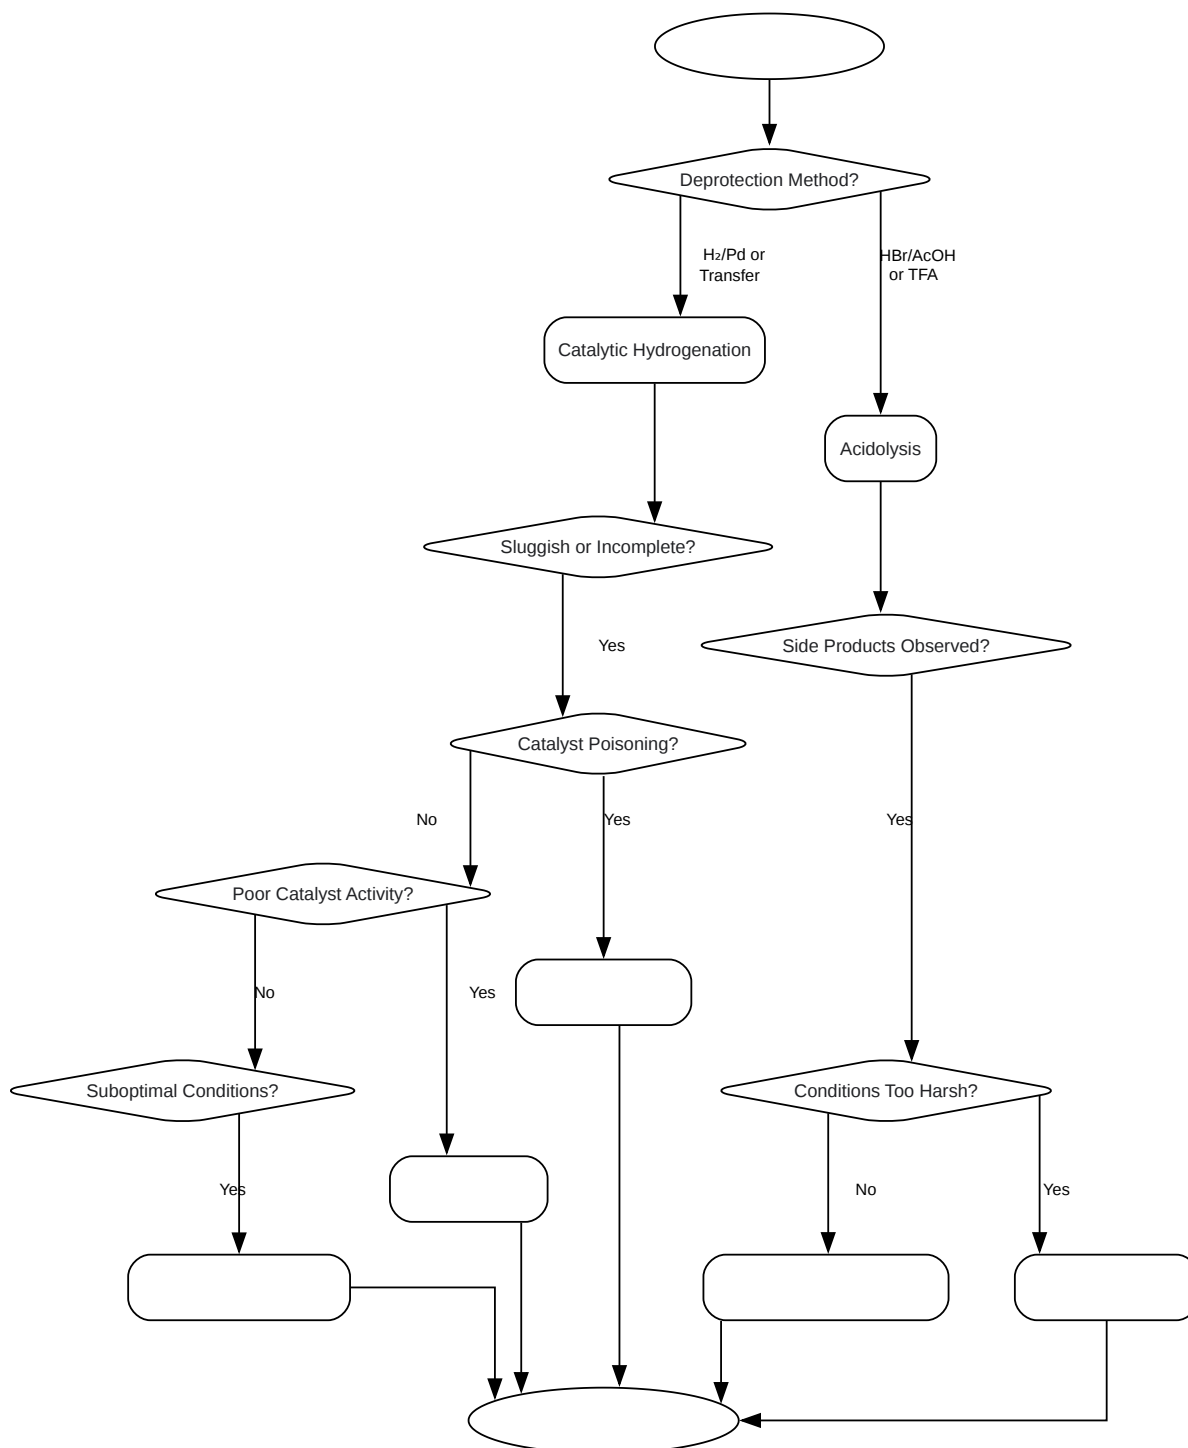 Deprotection Method?
H₂/Pd or
Transfer
HBr/AcOH
or TFA
Catalytic Hydrogenation
Acidolysis
Sluggish or Incomplete?
Yes
Side Products Observed?
Catalyst Poisoning?
No
Yes
Yes
Poor Catalyst Activity?
No
Yes
Suboptimal Conditions?
Conditions Too Harsh?
Yes
No
Yes